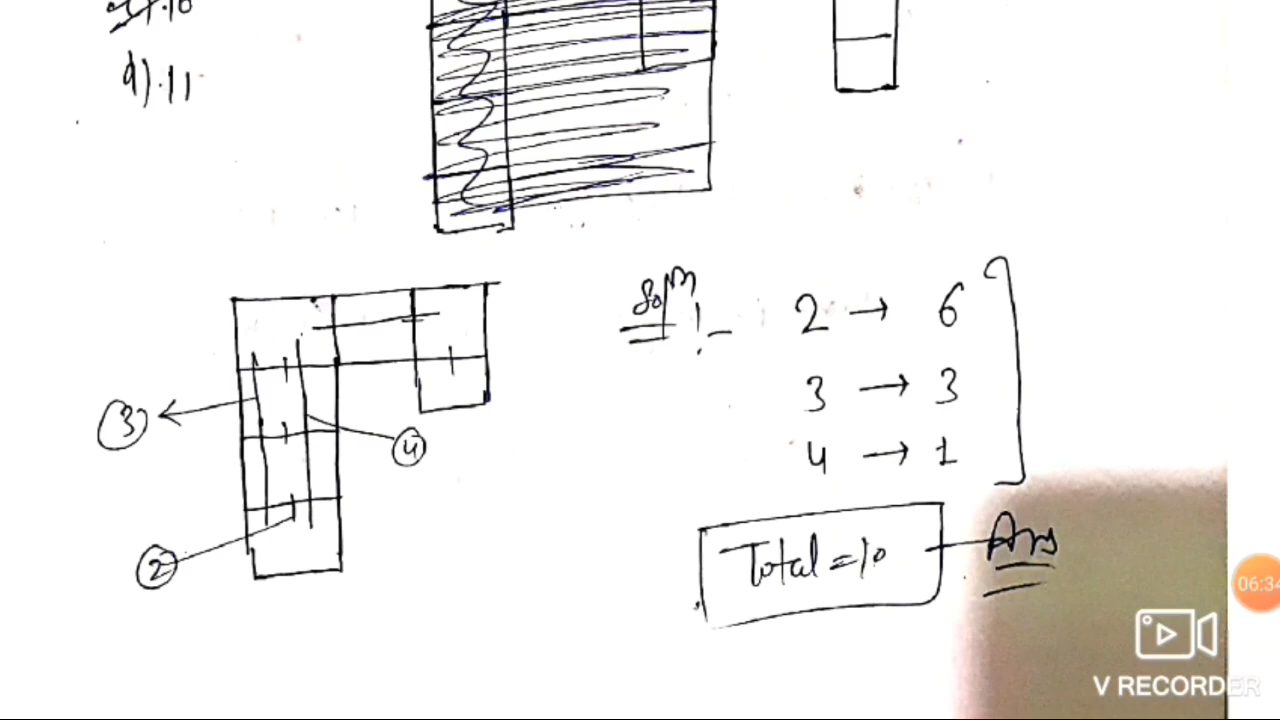 d).11
Solⁿ!-
2 → 6
3 → 3
4 → 1
3
4
2
Total = 10
Ans
06:34
V RECORDER